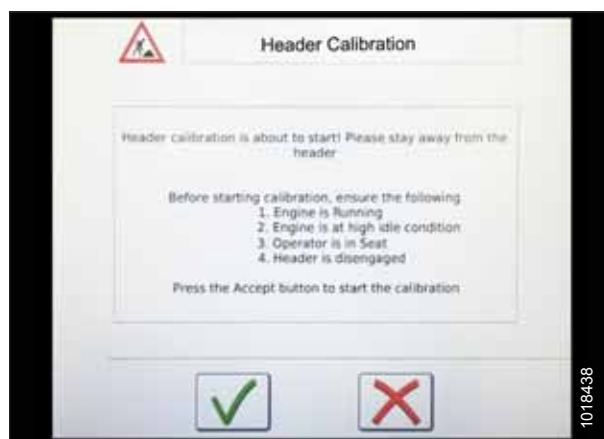 Header Calibration
Header calibration is about to start! Please stay away from the
header
Before starting calibration, ensure the following
1. Engine is Running
2. Engine is at high idle condition
3. Operator is in Seat
4. Header is disengaged
Press the Accept button to start the calibration
1018438